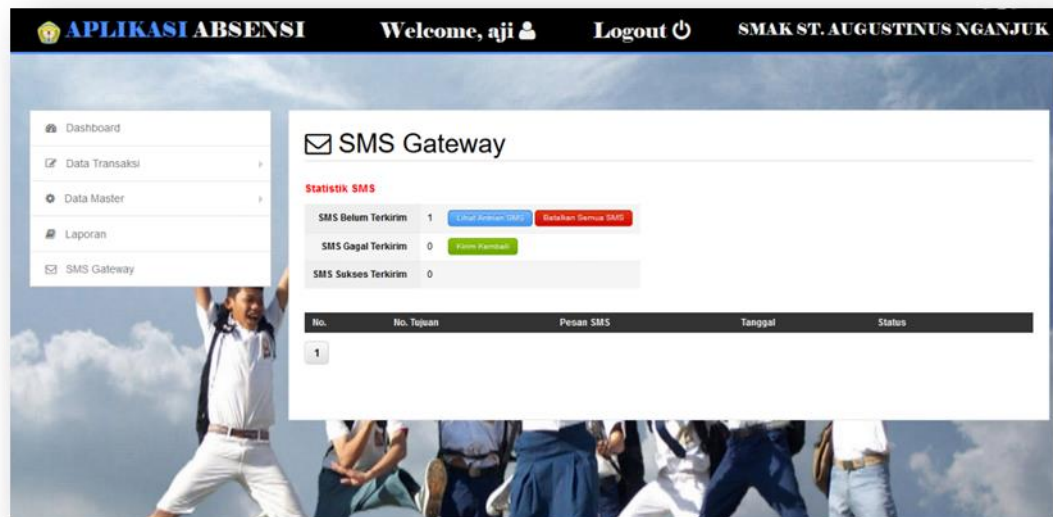 APLIKASI ABSENSI Welcome, aji Logout SMAK ST. AUGUSTINUS NGANJUK
Dashboard
Data Transaksi
Data Master
Laporan
SMS Gateway
SMS Gateway
Statistik SMS
SMS Belum Terkirim 1 Lihat Antrian SMS Batalkan Semua SMS
SMS Gagal Terkirim 0 Kirim Kembali
SMS Sukses Terkirim 0
No. No. Tujuan Pesan SMS Tanggal Status
1